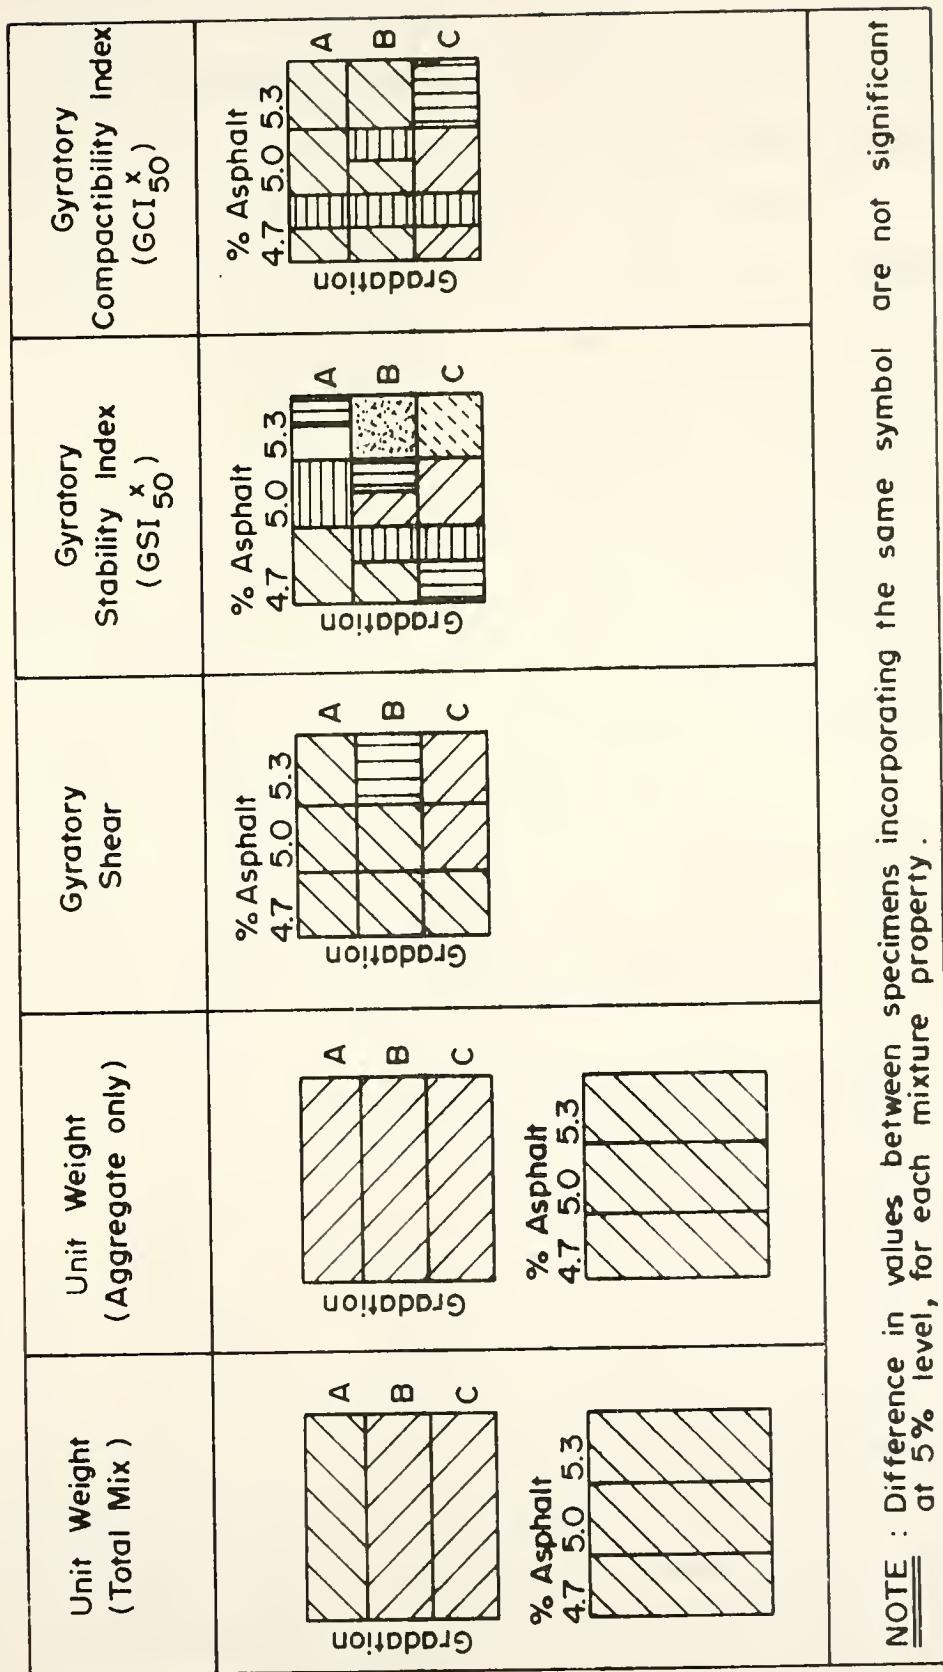 Unit Weight
(Total Mix)
Unit Weight
(Aggregate only)
Gyratory
Shear
Gyratory
Stability Index
(GSI x 50)
Gyratory
Compactibility Index
(GCI x 50)
Gradation
A
B
C
% Asphalt
4.7 5.0 5.3
Gradation
A
B
C
% Asphalt
4.7 5.0 5.3
% Asphalt
4.7 5.0 5.3
Gradation
A
B
C
% Asphalt
4.7 5.0 5.3
Gradation
A
B
C
% Asphalt
4.7 5.0 5.3
Gradation
A
B
C
NOTE : Difference in values between specimens incorporating the same symbol are not significant
at 5% level, for each mixture property.